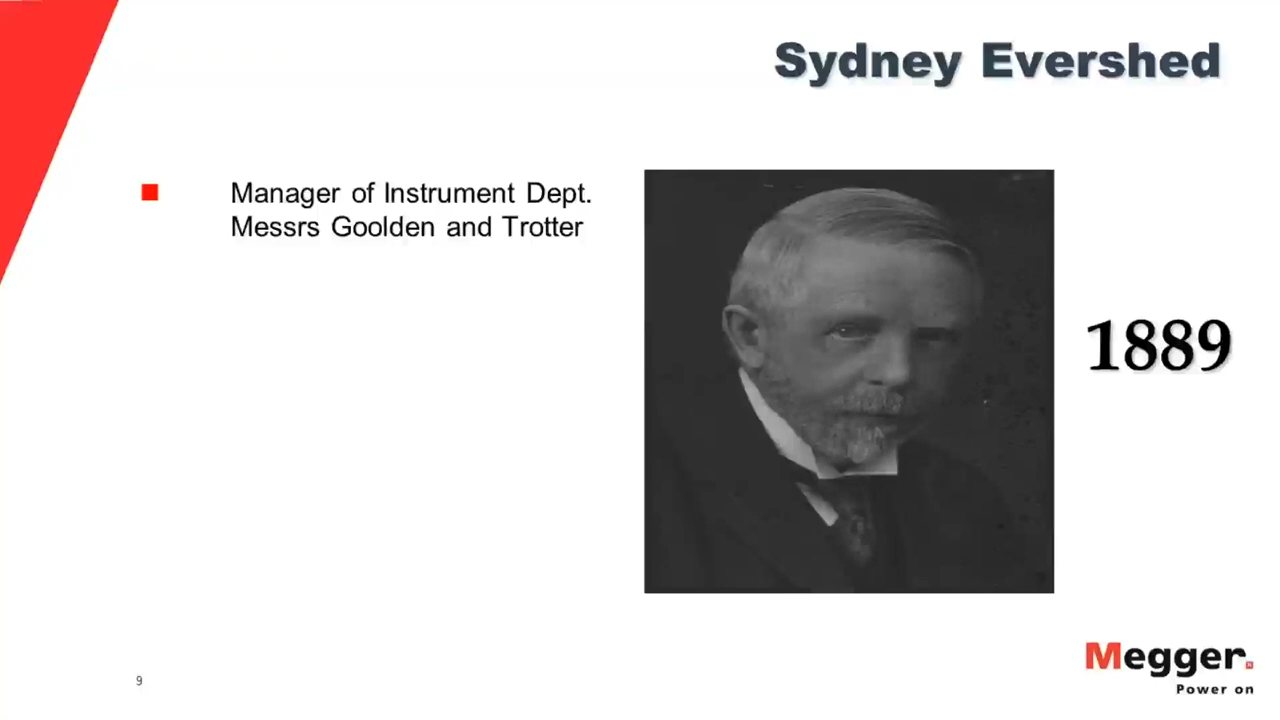 Sydney Evershed
Manager of Instrument Dept.
Messrs Goolden and Trotter
1889
Megger.
Power on
9